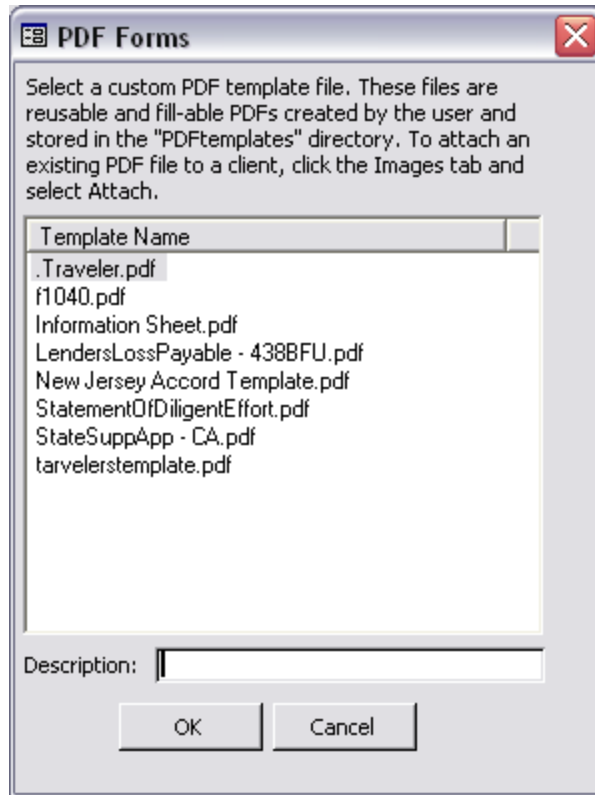 PDF Forms
Select a custom PDF template file. These files are
reusable and fill-able PDFs created by the user and
stored in the "PDFtemplates" directory. To attach an
existing PDF file to a client, click the Images tab and
select Attach.
Template Name
.Traveler.pdf
f1040.pdf
Information Sheet.pdf
LendersLossPayable - 438BFU.pdf
New Jersey Accord Template.pdf
StatementOfDiligentEffort.pdf
StateSuppApp - CA.pdf
tarvelerstemplate.pdf
Description:
OK Cancel